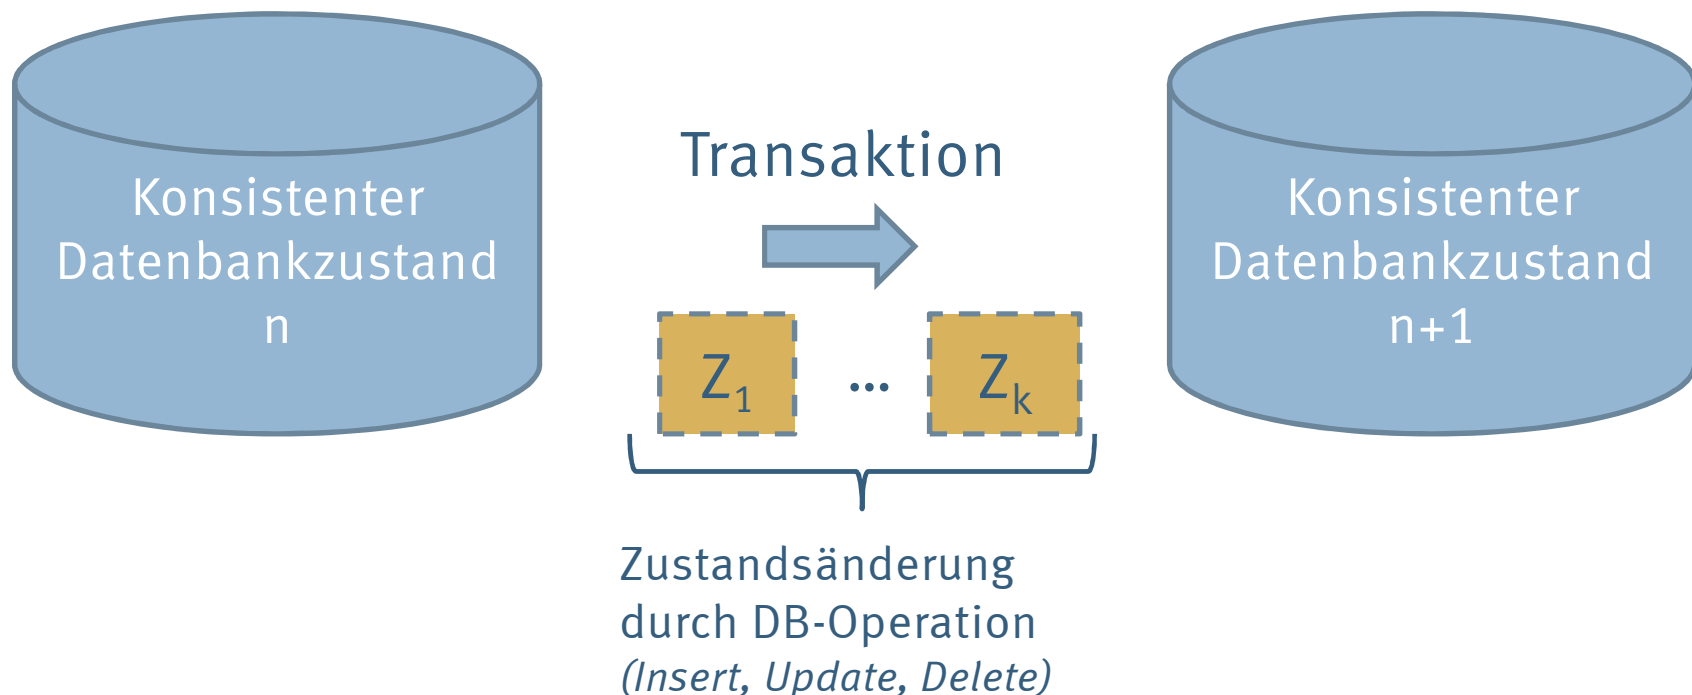 Konsistenter
Datenbankzustand
n
Transaktion
Z1 ... Zk
Zustandsänderung
durch DB-Operation
(Insert, Update, Delete)
Konsistenter
Datenbankzustand
n+1